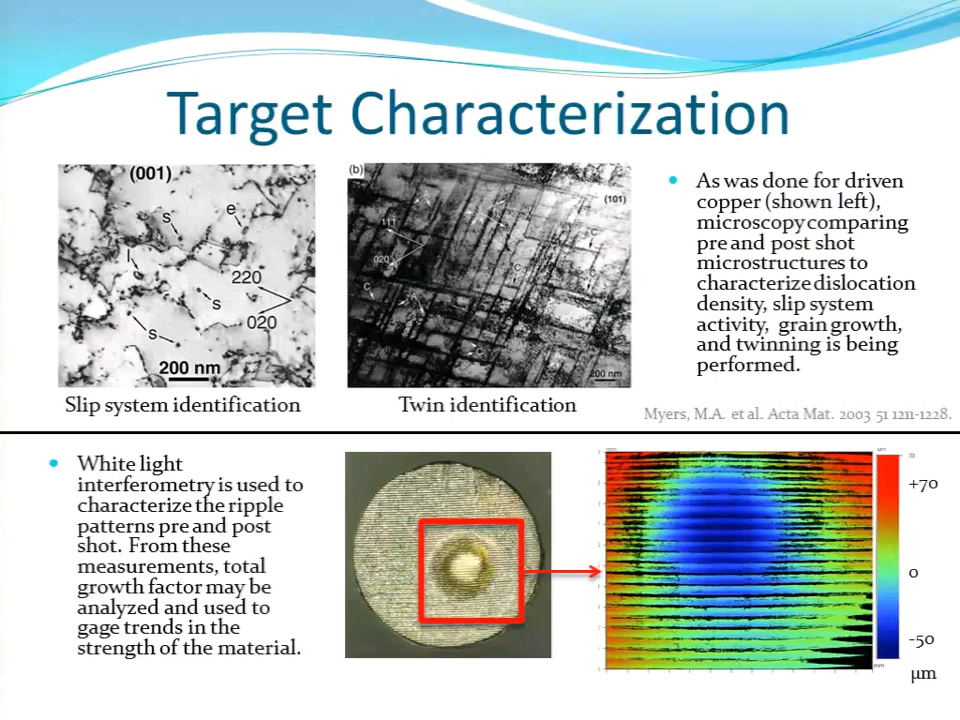 Target Characterization
(001)
s
e
l
s
s
220
020
200 nm
Slip system identification
(b)
(101)
111
020
C
C
C
200 nm
Twin identification
As was done for driven
copper (shown left),
microscopy comparing
pre and post shot
microstructures to
characterize dislocation
density, slip system
activity, grain growth,
and twinning is being
performed.
Myers, M.A. et al. Acta Mat. 2003 51 1211-1228.
White light
interferometry is used to
characterize the ripple
patterns pre and post
shot. From these
measurements, total
growth factor may be
analyzed and used to
gage trends in the
strength of the material.
+70
0
-50
µm